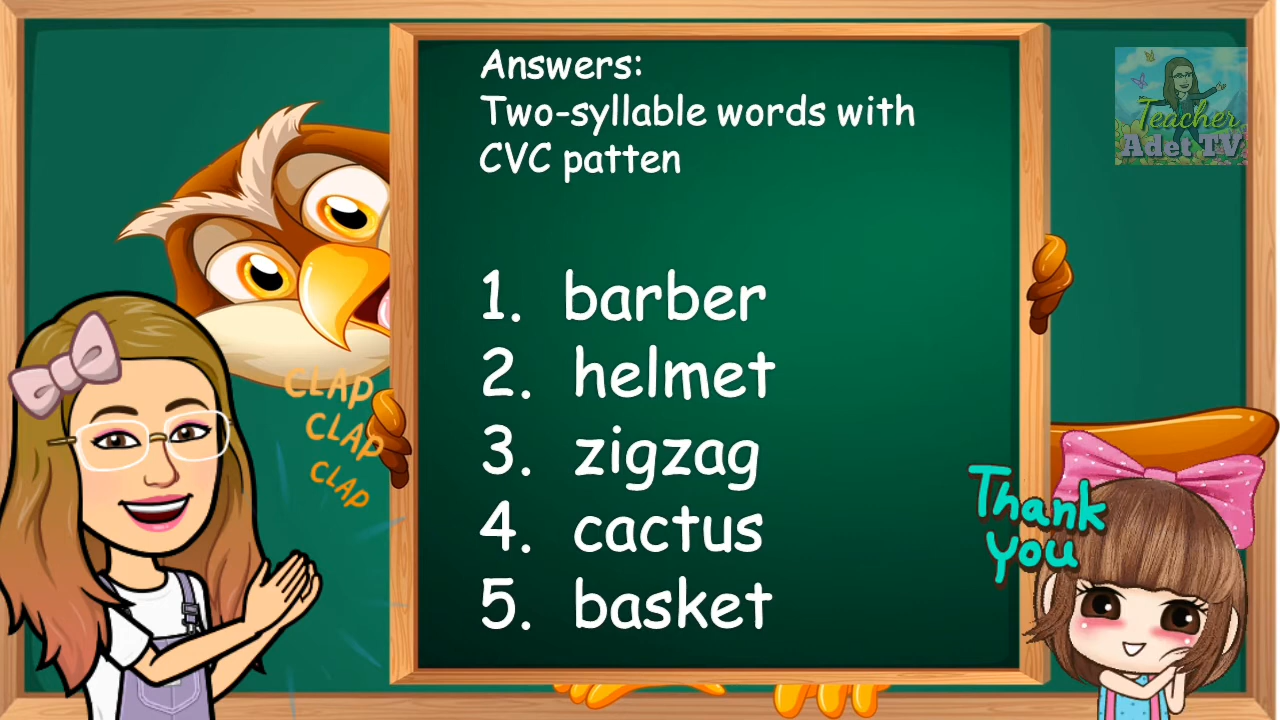 Answers:
Two-syllable words with
CVC patten
1. barber
2. helmet
3. zigzag
4. cactus
5. basket
CLAP
CLAP
CLAP
Thank
you
Teacher
Adet TV